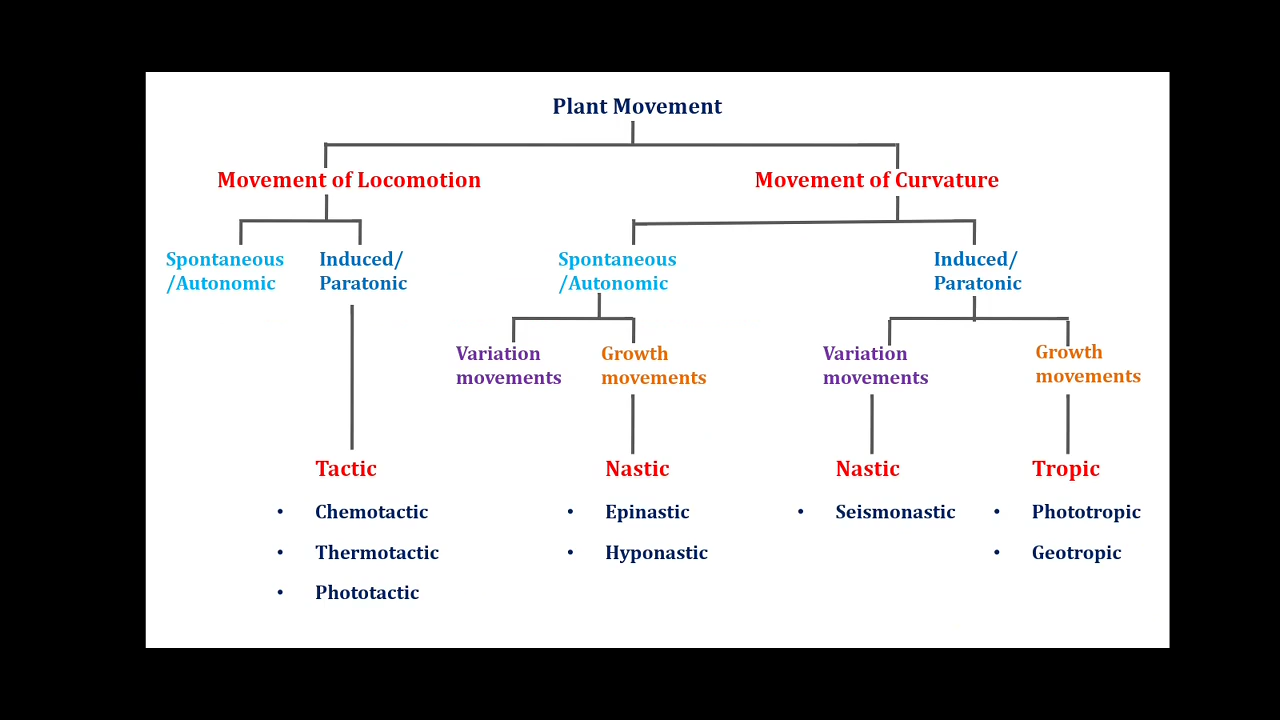 Plant Movement
Movement of Locomotion
Movement of Curvature
Spontaneous
/Autonomic
Induced/
Paratonic
Spontaneous
/Autonomic
Induced/
Paratonic
Variation
movements
Growth
movements
Variation
movements
Growth
movements
Tactic
• Chemotactic
• Thermotactic
• Phototactic
Nastic
• Epinastic
• Hyponastic
Nastic
• Seismonastic
Tropic
• Phototropic
• Geotropic